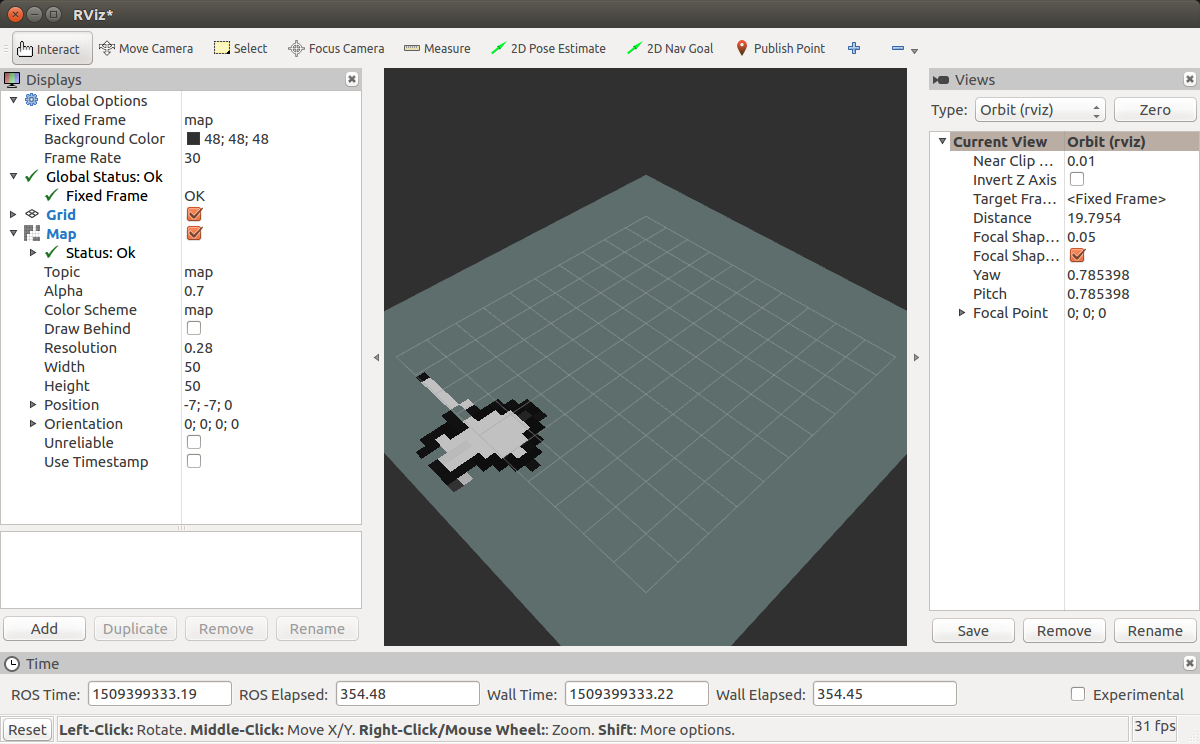 RViz*
Interact Move Camera Select Focus Camera Measure 2D Pose Estimate 2D Nav Goal Publish Point
Displays
Global Options
Fixed Frame map
Background Color 48; 48; 48
Frame Rate 30
Global Status: Ok
Fixed Frame OK
Grid
Map
Status: Ok
Topic map
Alpha 0.7
Color Scheme map
Draw Behind
Resolution 0.28
Width 50
Height 50
Position -7; -7; 0
Orientation 0; 0; 0; 0
Unreliable
Use Timestamp
Add Duplicate Remove Rename
Views
Type: Orbit (rviz) Zero
Current View Orbit (rviz)
Near Clip ... 0.01
Invert Z Axis
Target Fra... <Fixed Frame>
Distance 19.7954
Focal Shap... 0.05
Focal Shap...
Yaw 0.785398
Pitch 0.785398
Focal Point 0; 0; 0
Save Remove Rename
Time
ROS Time: 1509399333.19 ROS Elapsed: 354.48 Wall Time: 1509399333.22 Wall Elapsed: 354.45 Experimental
Reset Left-Click: Rotate. Middle-Click: Move X/Y. Right-Click/Mouse Wheel:: Zoom. Shift: More options. 31 fps